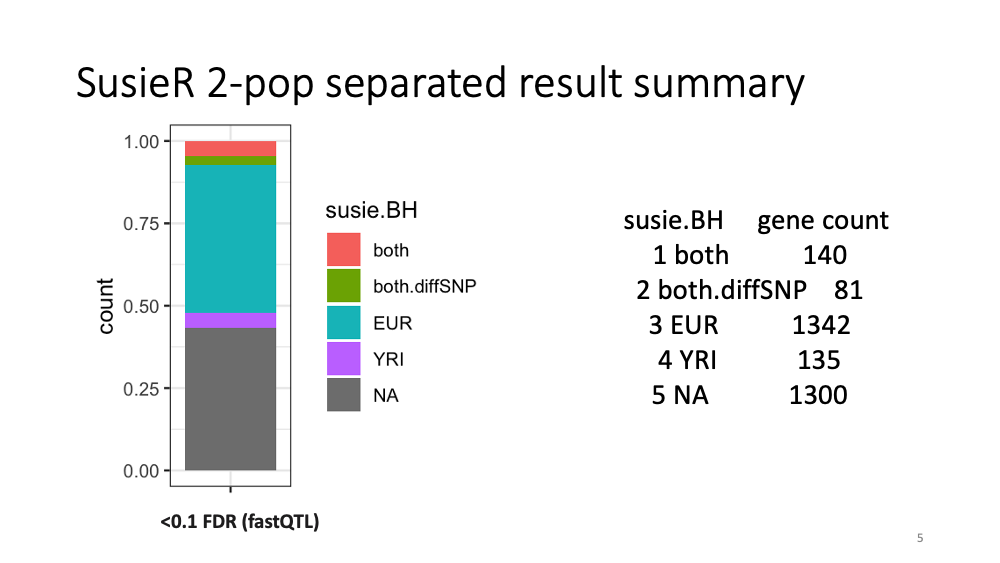 SusieR 2-pop separated result summary
1.00
0.75
0.50
0.25
0.00
count
<0.1 FDR (fastQTL)
susie.BH
both
both.diffSNP
EUR
YRI
NA
susie.BH gene count
1 both 140
2 both.diffSNP 81
3 EUR 1342
4 YRI 135
5 NA 1300
5